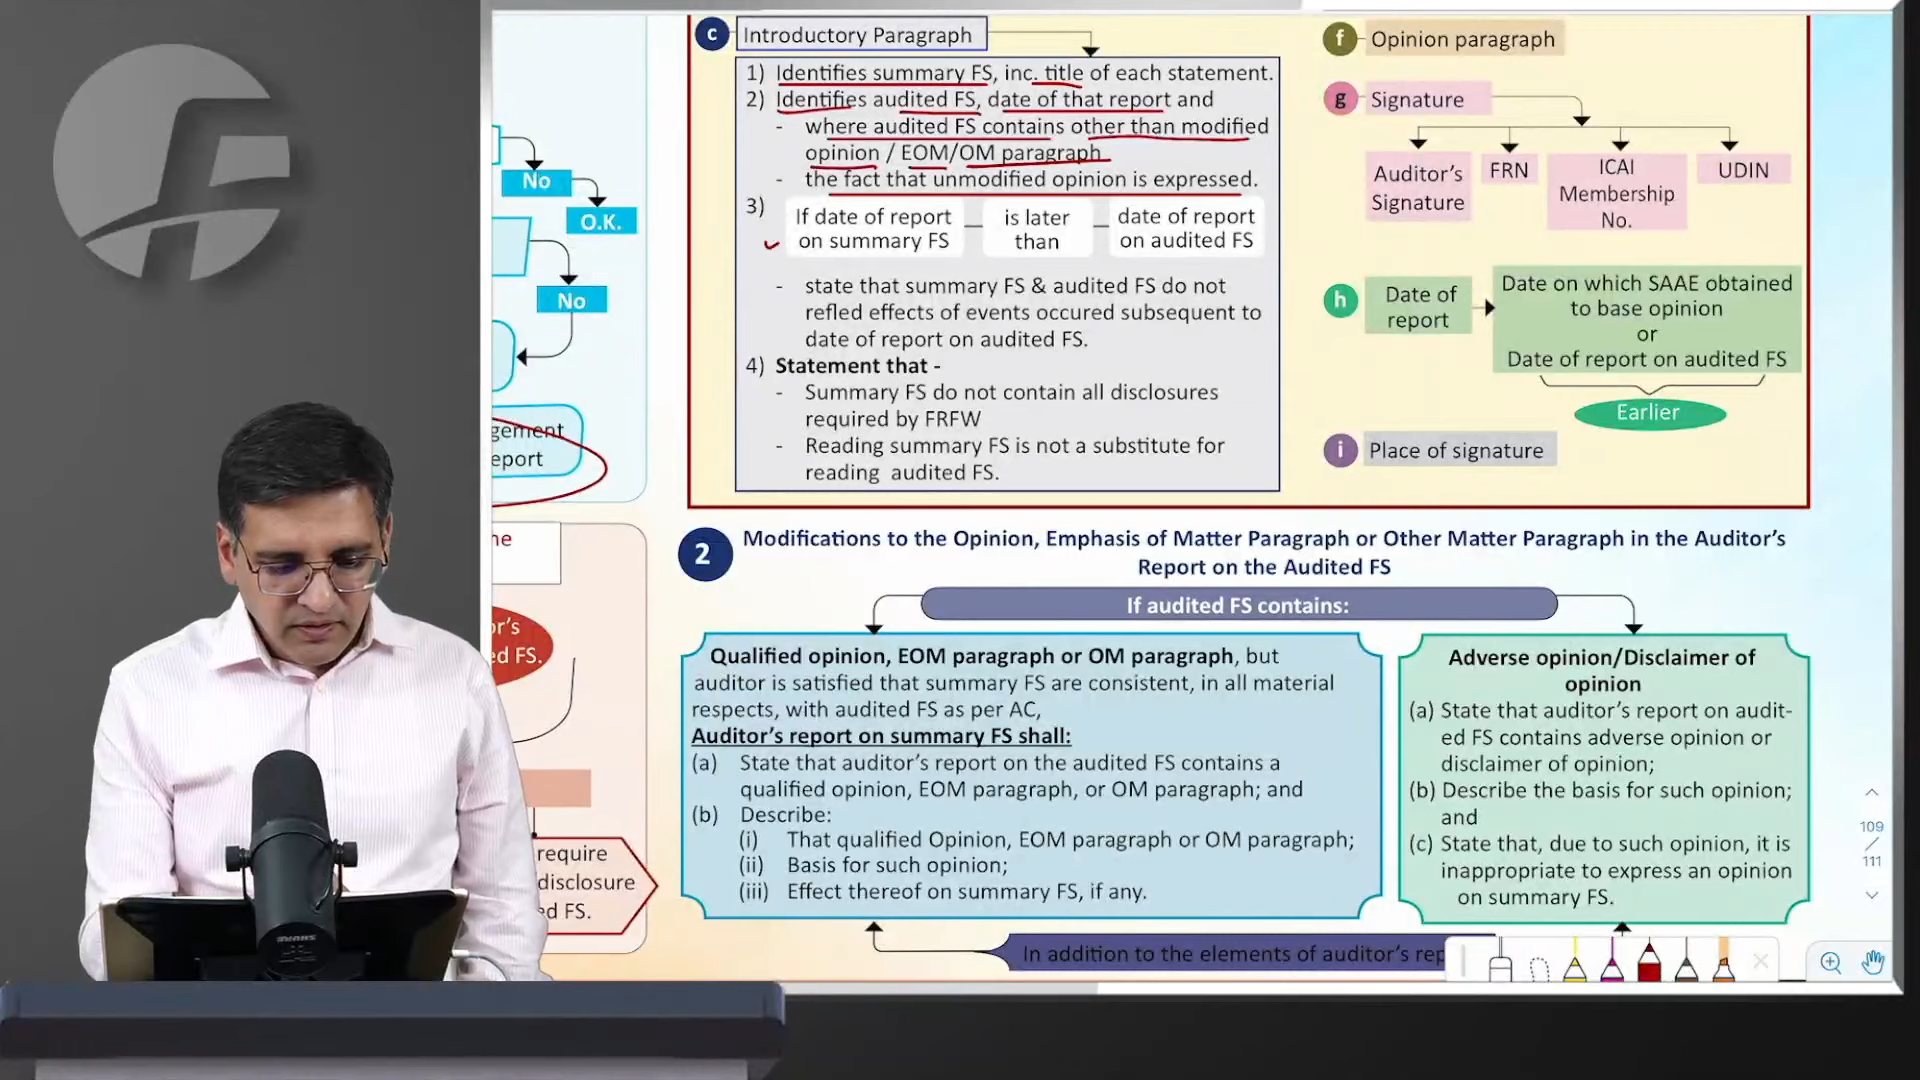 No
O.K.
No
gement
eport
he
or's
ed FS.
require
disclosure
ed FS.
c Introductory Paragraph
1) Identifies summary FS, inc. title of each statement.
2) Identifies audited FS, date of that report and
- where audited FS contains other than modified
opinion / EOM/OM paragraph
- the fact that unmodified opinion is expressed.
3) If date of report
on summary FS
is later
than
date of report
on audited FS
- state that summary FS & audited FS do not
refled effects of events occured subsequent to
date of report on audited FS.
4) Statement that -
- Summary FS do not contain all disclosures
required by FRFW
- Reading summary FS is not a substitute for
reading audited FS.
f Opinion paragraph
g Signature
Auditor's
Signature
FRN
ICAI
Membership
No.
UDIN
h Date of
report
Date on which SAAE obtained
to base opinion
or
Date of report on audited FS
Earlier
i Place of signature
2 Modifications to the Opinion, Emphasis of Matter Paragraph or Other Matter Paragraph in the Auditor's
Report on the Audited FS
If audited FS contains:
Qualified opinion, EOM paragraph or OM paragraph, but
auditor is satisfied that summary FS are consistent, in all material
respects, with audited FS as per AC,
Auditor's report on summary FS shall:
(a) State that auditor's report on the audited FS contains a
qualified opinion, EOM paragraph, or OM paragraph; and
(b) Describe:
(i) That qualified Opinion, EOM paragraph or OM paragraph;
(ii) Basis for such opinion;
(iii) Effect thereof on summary FS, if any.
Adverse opinion/Disclaimer of
opinion
(a) State that auditor's report on audit-
ed FS contains adverse opinion or
disclaimer of opinion;
(b) Describe the basis for such opinion;
and
(c) State that, due to such opinion, it is
inappropriate to express an opinion
on summary FS.
In addition to the elements of auditor's rep
109
/
111